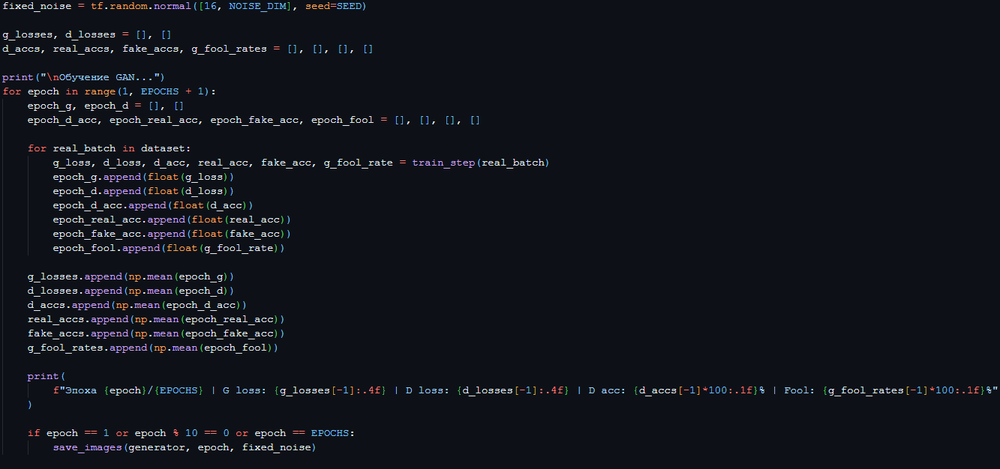 fixed_noise = tf.random.normal([16, NOISE_DIM], seed=SEED)
g_losses, d_losses = [], []
d_accs, real_accs, fake_accs, g_fool_rates = [], [], [], []
print("\nОбучение GAN...")
for epoch in range(1, EPOCHS + 1):
    epoch_g, epoch_d = [], []
    epoch_d_acc, epoch_real_acc, epoch_fake_acc, epoch_fool = [], [], [], []
    for real_batch in dataset:
        g_loss, d_loss, d_acc, real_acc, fake_acc, g_fool_rate = train_step(real_batch)
        epoch_g.append(float(g_loss))
        epoch_d.append(float(d_loss))
        epoch_d_acc.append(float(d_acc))
        epoch_real_acc.append(float(real_acc))
        epoch_fake_acc.append(float(fake_acc))
        epoch_fool.append(float(g_fool_rate))
    g_losses.append(np.mean(epoch_g))
    d_losses.append(np.mean(epoch_d))
    d_accs.append(np.mean(epoch_d_acc))
    real_accs.append(np.mean(epoch_real_acc))
    fake_accs.append(np.mean(epoch_fake_acc))
    g_fool_rates.append(np.mean(epoch_fool))
    print(
        f"Эпоха {epoch}/{EPOCHS} | G loss: {g_losses[-1]:.4f} | D loss: {d_losses[-1]:.4f} | D acc: {d_accs[-1]*100:.1f}% | Fool: {g_fool_rates[-1]*100:.1f}%"
    )
    if epoch == 1 or epoch % 10 == 0 or epoch == EPOCHS:
        save_images(generator, epoch, fixed_noise)